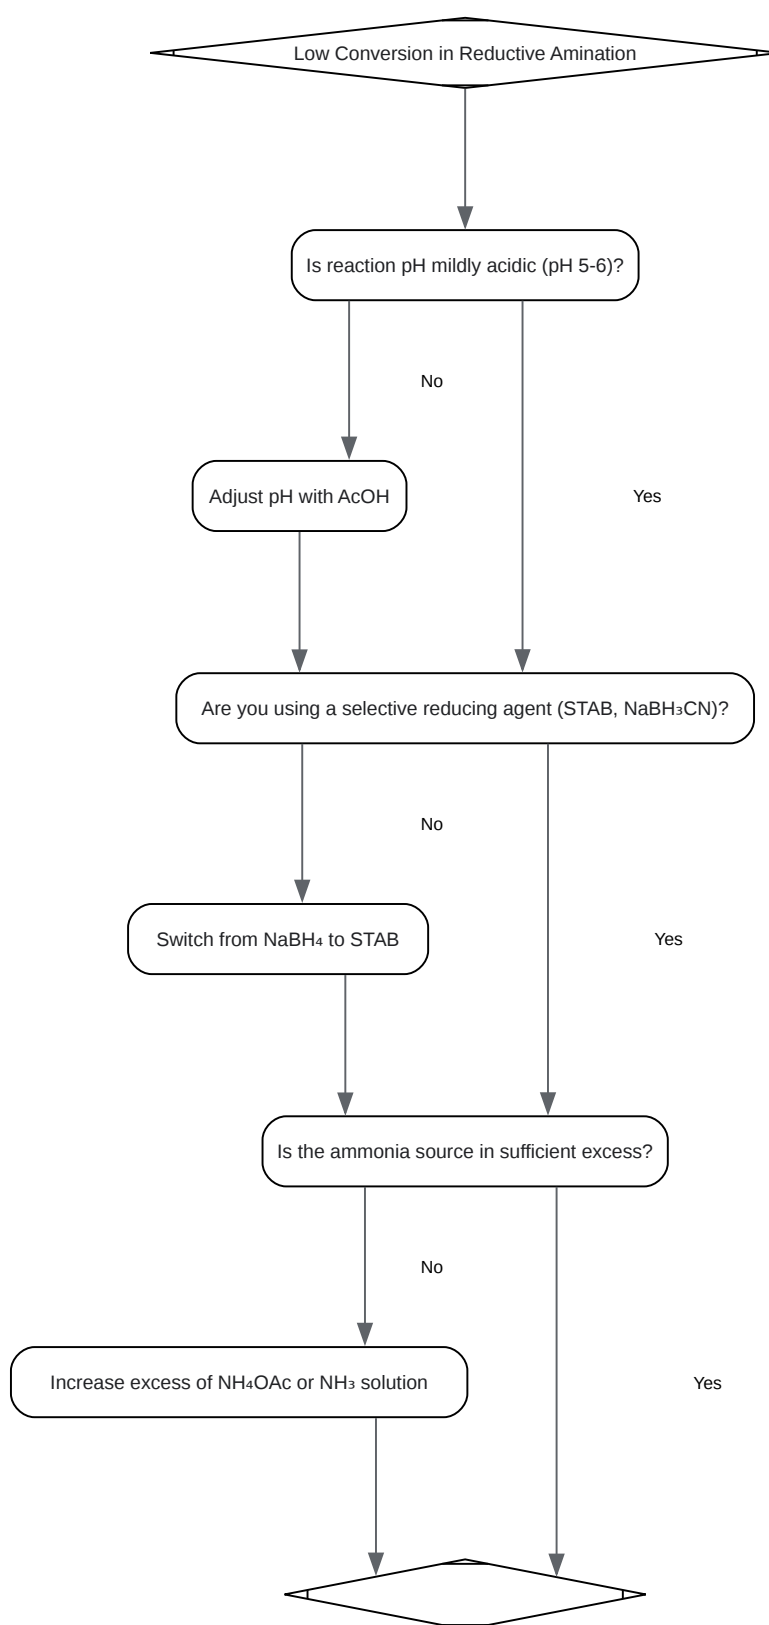 Low Conversion in Reductive Amination
Is reaction pH mildly acidic (pH 5-6)?
No
Adjust pH with AcOH
Yes
Are you using a selective reducing agent (STAB, NaBH₃CN)?
No
Switch from NaBH₄ to STAB
Yes
Is the ammonia source in sufficient excess?
No
Increase excess of NH₄OAc or NH₃ solution
Yes